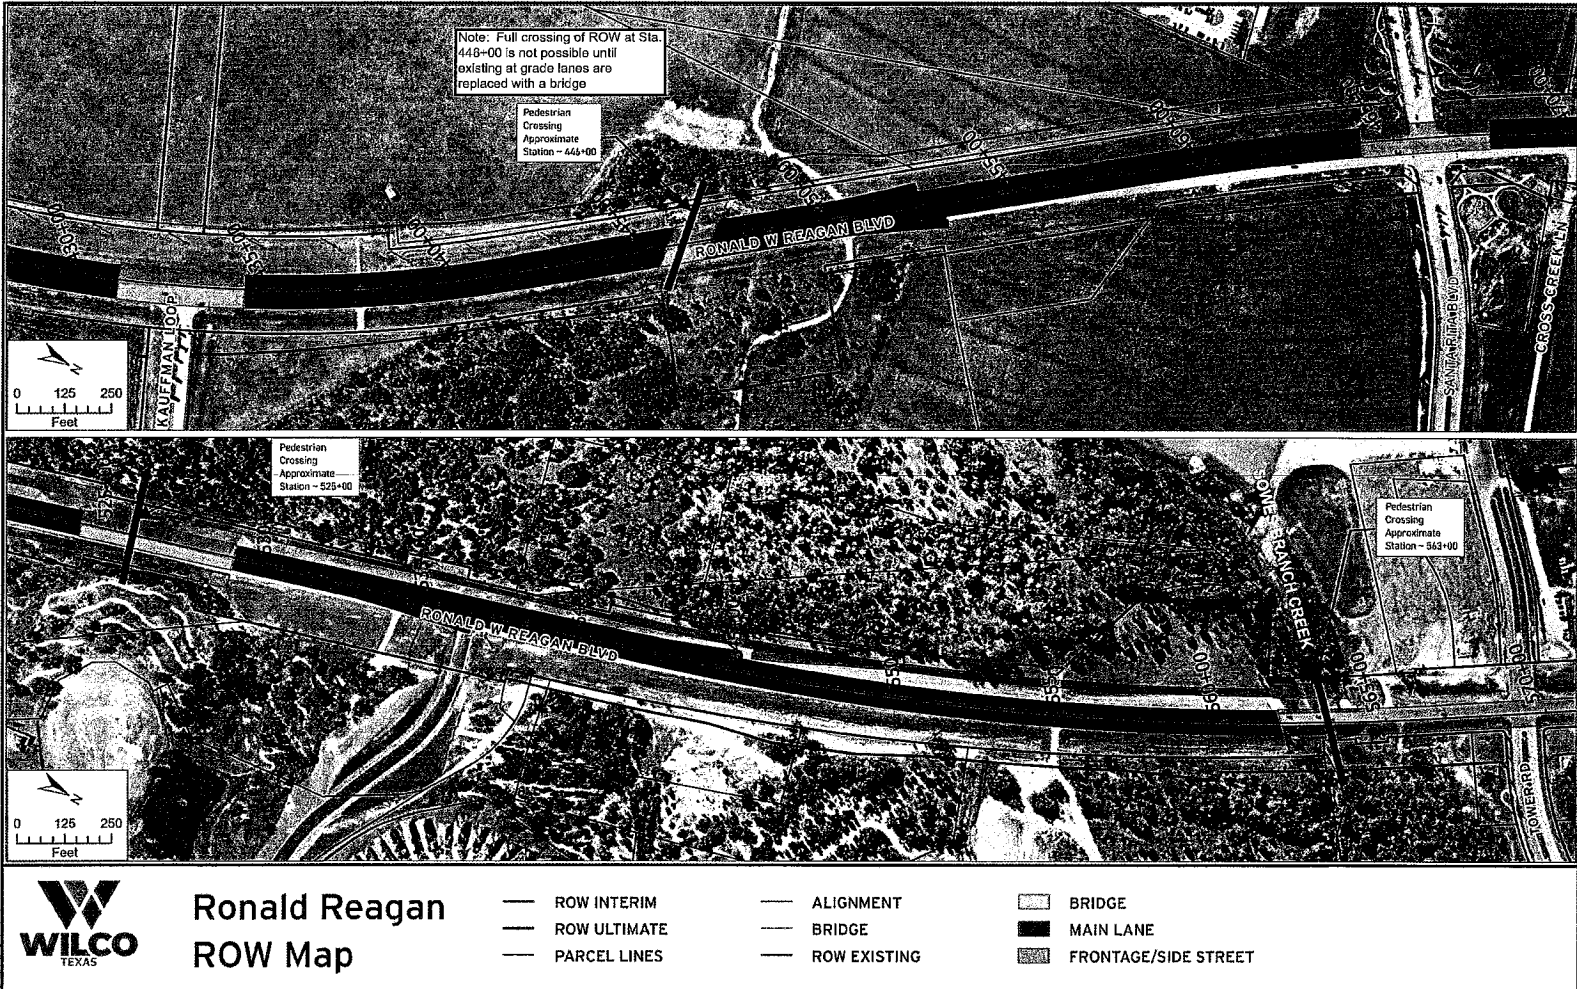 Note: Full crossing of ROW at Sta.
446+00 is not possible until
existing at grade lanes are
replaced with a bridge
Pedestrian
Crossing
Approximate
Station ~ 446+00
RONALD W REAGAN BLVD
KAUFFMAN LOOP
SANTA RITA BLVD
CROSS CREEK LN
N
0 125 250
Feet
Pedestrian
Crossing
Approximate
Station ~ 525+00
Pedestrian
Crossing
Approximate
Station ~ 563+00
RONALD W REAGAN BLVD
BRANCH CREEK
TOWER RD
570+00
N
0 125 250
Feet
WILCO
TEXAS
Ronald Reagan
ROW Map
ROW INTERIM
ROW ULTIMATE
PARCEL LINES
ALIGNMENT
BRIDGE
ROW EXISTING
BRIDGE
MAIN LANE
FRONTAGE/SIDE STREET